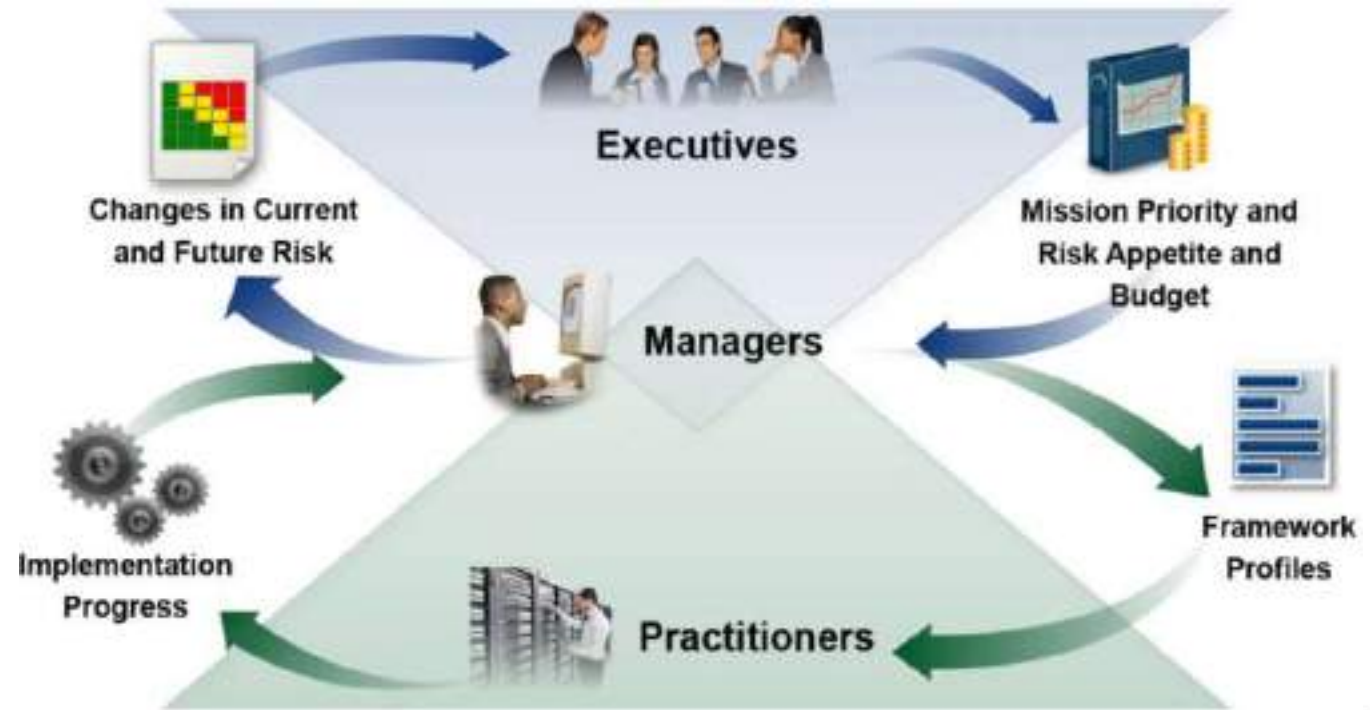 Executives
Changes in Current
and Future Risk
Mission Priority and
Risk Appetite and
Budget
Managers
Implementation
Progress
Framework
Profiles
Practitioners